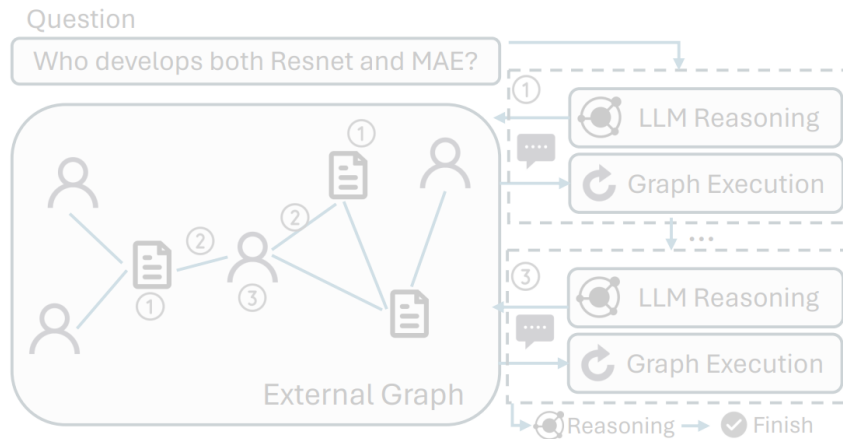 Question
Who develops both Resnet and MAE?
①
LLM Reasoning
Graph Execution
...
③
LLM Reasoning
Graph Execution
Reasoning
Finish
①
②
②
①
③
External Graph